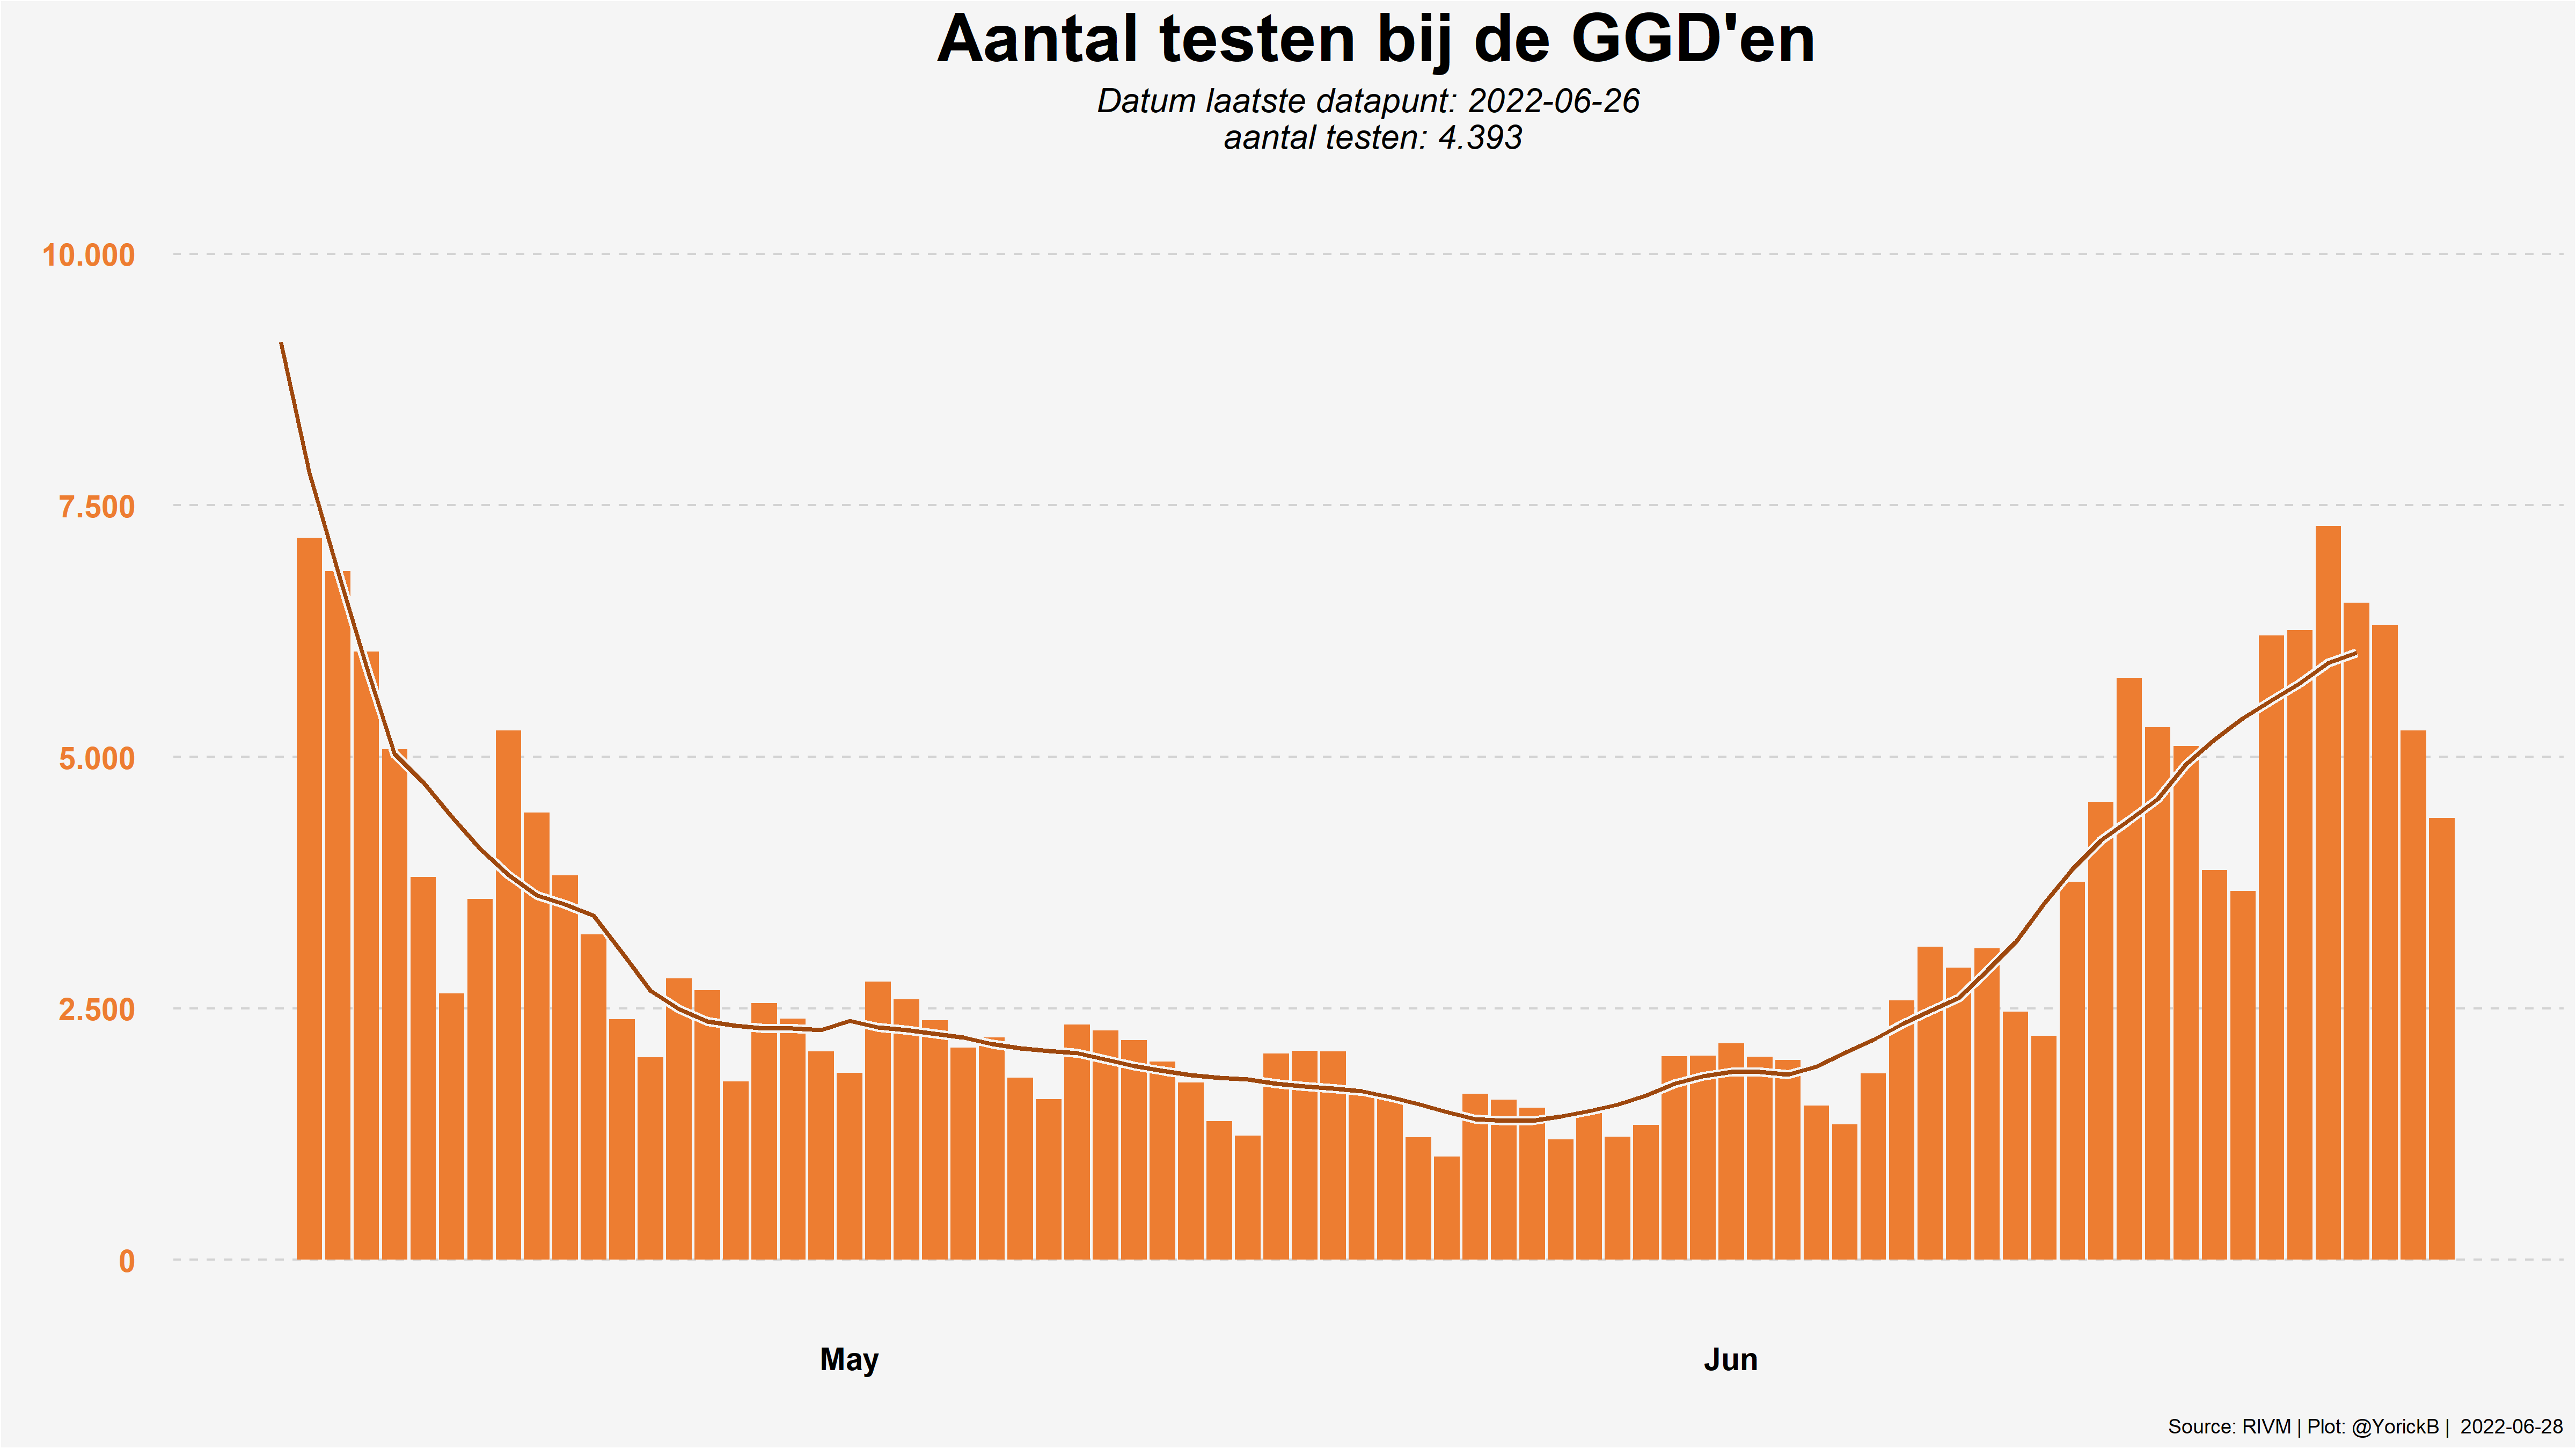 Aantal testen bij de GGD'en
Datum laatste datapunt: 2022-06-26
aantal testen: 4.393
10.000
7.500
5.000
2.500
0
May
Jun
Source: RIVM | Plot: @YorickB | 2022-06-28